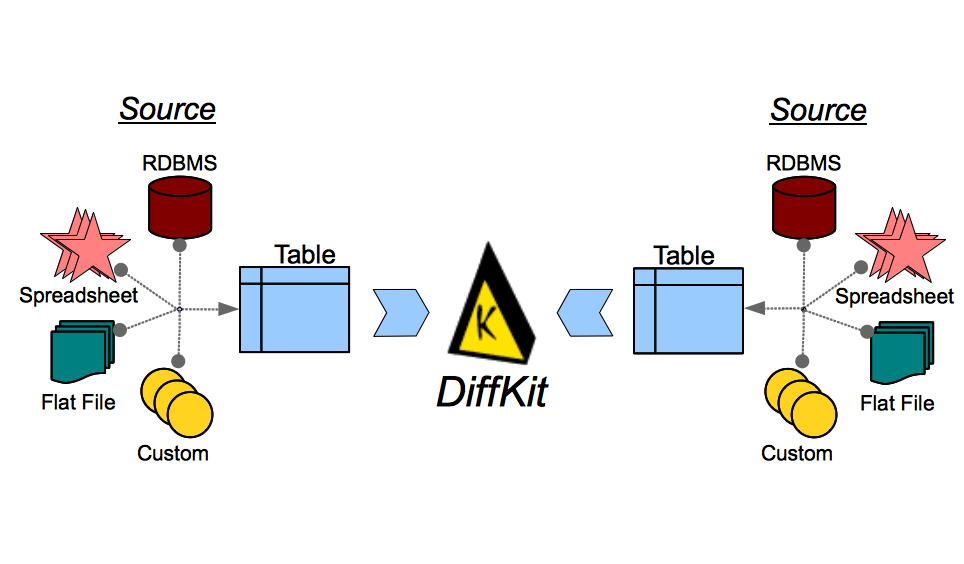 Source
RDBMS
Spreadsheet
Flat File
Custom
Table
K
DiffKit
Source
RDBMS
Spreadsheet
Flat File
Custom
Table